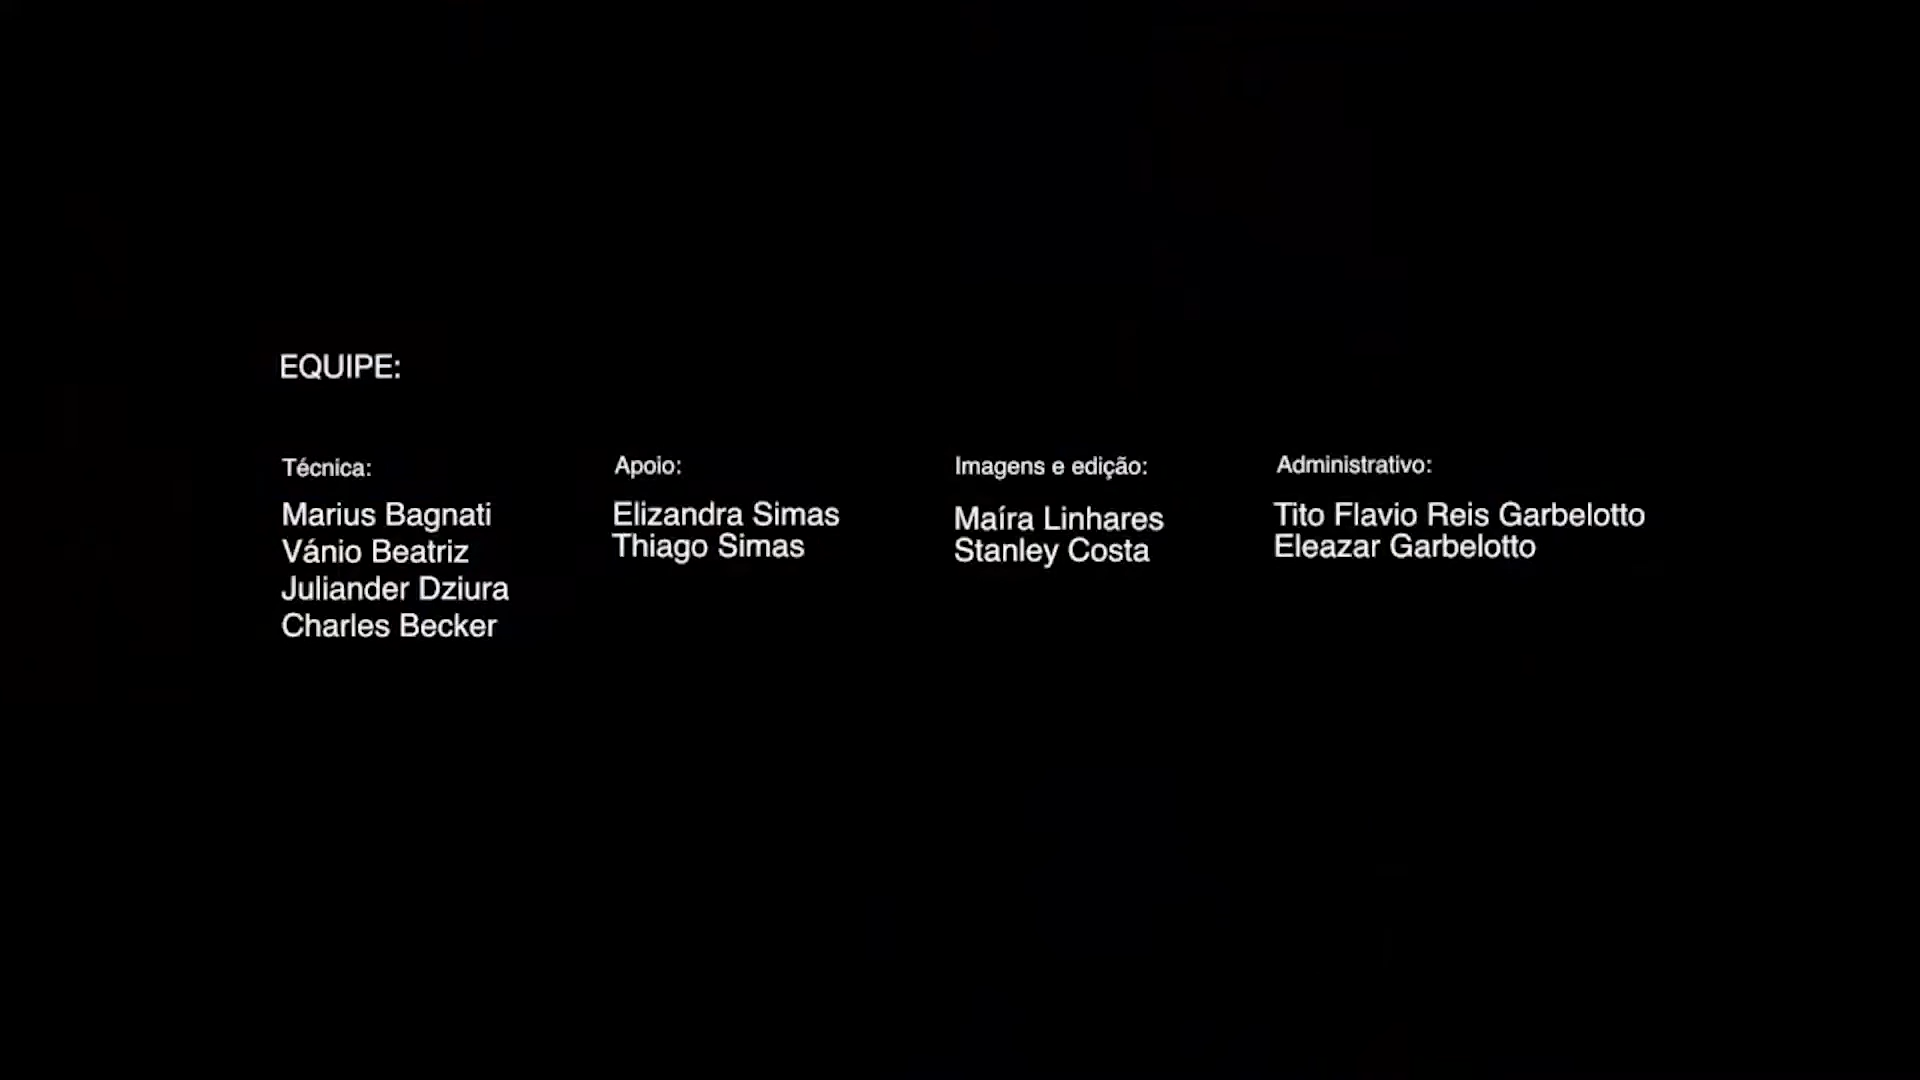 EQUIPE:
Técnica:
Marius Bagnati
Vánio Beatriz
Juliander Dziura
Charles Becker
Apoio:
Elizandra Simas
Thiago Simas
Imagens e edição:
Maíra Linhares
Stanley Costa
Administrativo:
Tito Flavio Reis Garbelotto
Eleazar Garbelotto